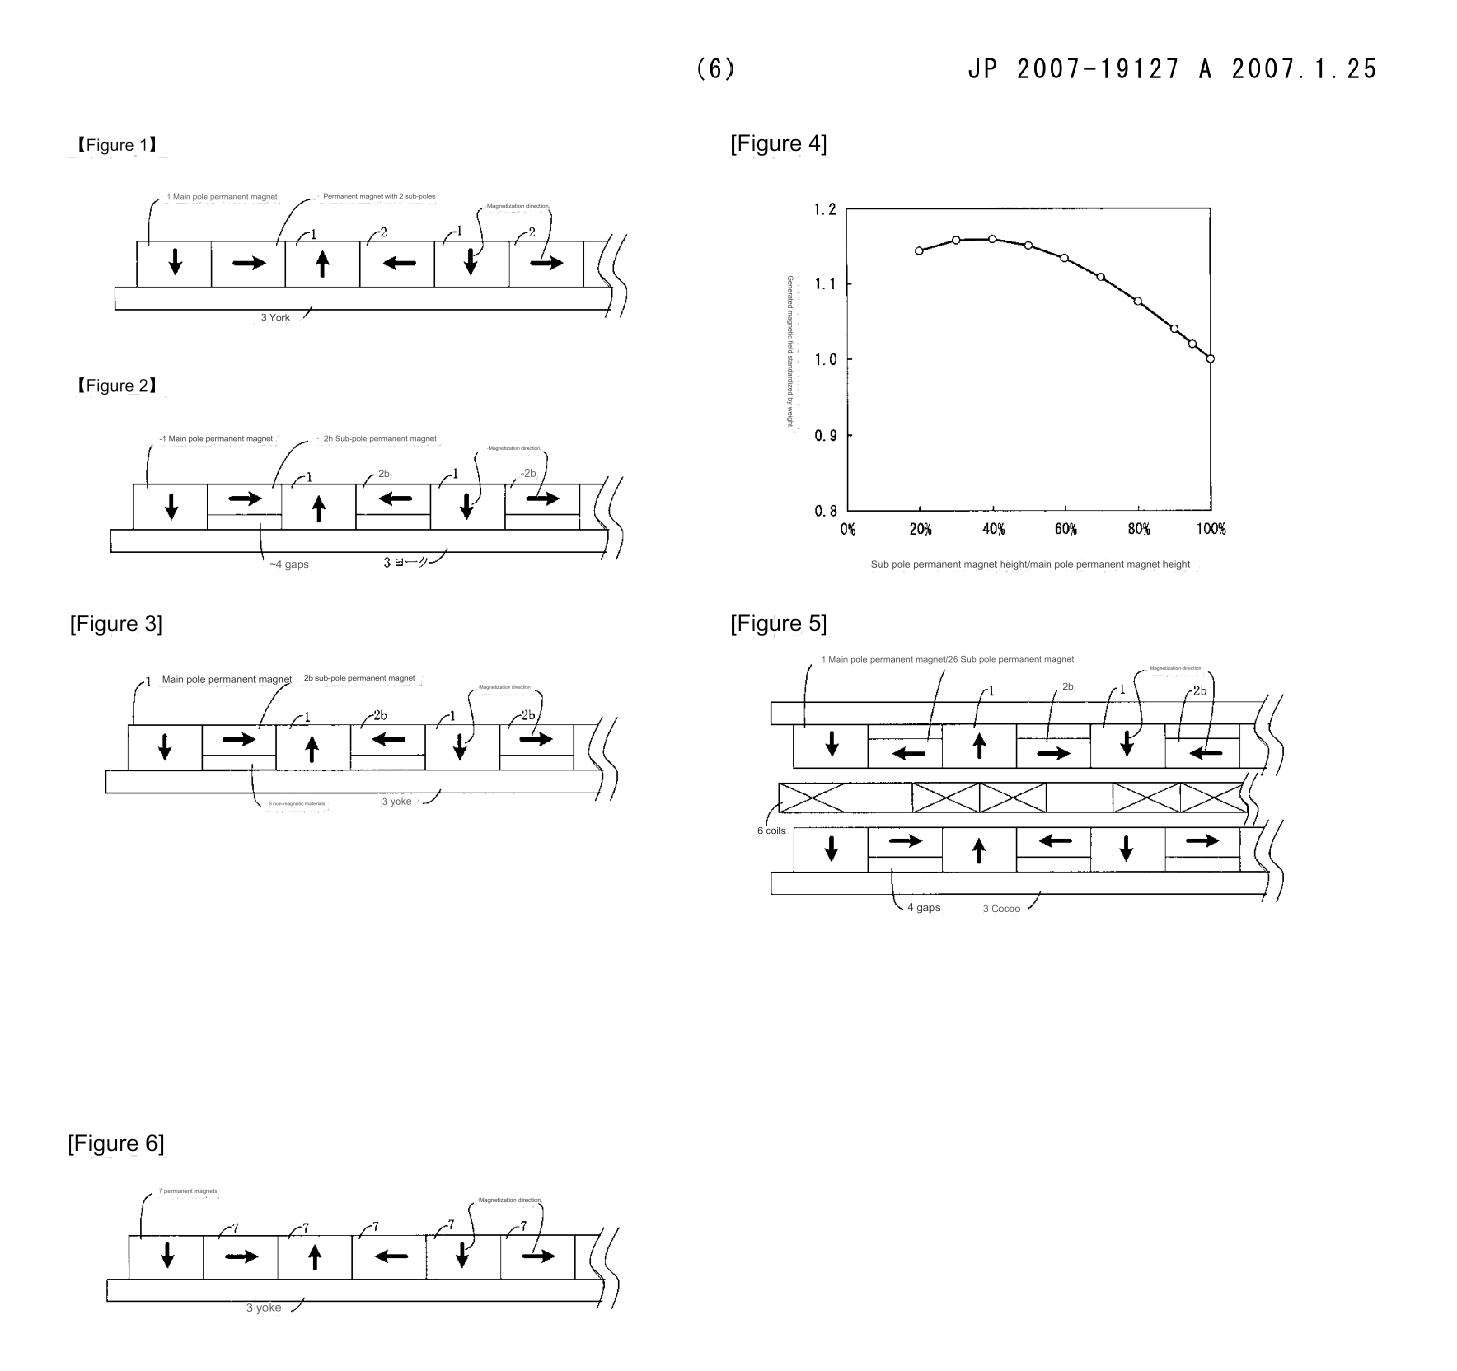 (6)
JP 2007-19127 A 2007.1.25
【Figure 1】
1 Main pole permanent magnet
Permanent magnet with 2 sub-poles
Magnetization direction
1
2
1
2
3 York
【Figure 2】
-1 Main pole permanent magnet
2h Sub-pole permanent magnet
Magnetization direction
1
2b
1
-2b
~4 gaps
3 ヨーク
[Figure 3]
1 Main pole permanent magnet
2b sub-pole permanent magnet
Magnetization direction
1
2b
1
2b
5 non-magnetic materials
3 yoke
[Figure 4]
1.2
1.1
1.0
0.9
0.8
Generated magnetic field standardized by weight
0%
20%
40%
60%
80%
100%
Sub pole permanent magnet height/main pole permanent magnet height
[Figure 5]
1 Main pole permanent magnet/26 Sub pole permanent magnet
Magnetization direction
1
2b
1
2b
6 coils
4 gaps
3 Cocoo
[Figure 6]
7 permanent magnets
Magnetization direction
7
7
7
7
7
3 yoke